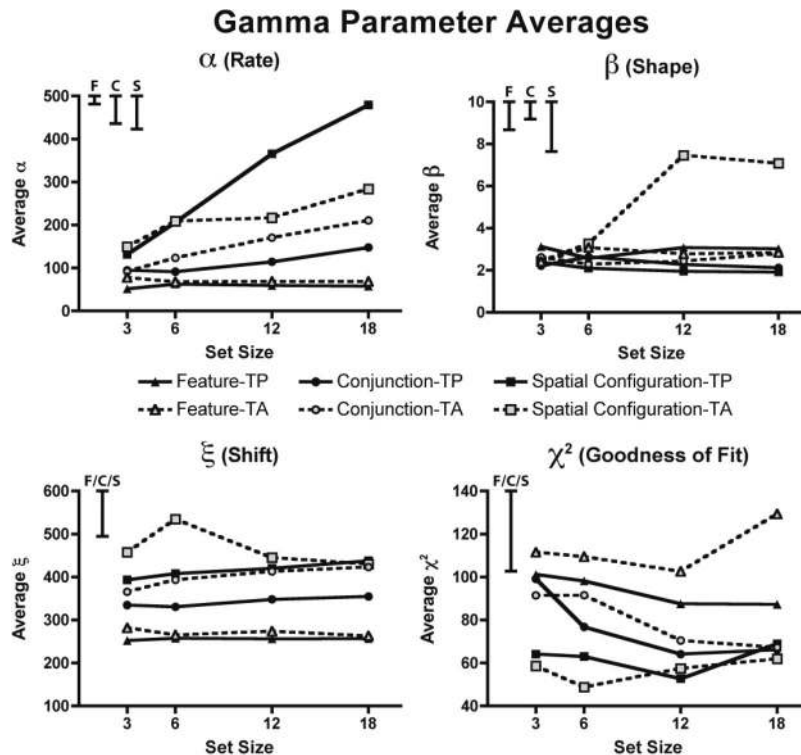 Gamma Parameter Averages
α (Rate)
F C S
Average α
500
400
300
200
100
0
3 6 12 18
Set Size
β (Shape)
F C S
Average β
10
8
6
4
2
0
3 6 12 18
Set Size
Feature-TP Conjunction-TP Spatial Configuration-TP
Feature-TA Conjunction-TA Spatial Configuration-TA
ξ (Shift)
F/C/S
Average ξ
600
500
400
300
200
100
3 6 12 18
Set Size
χ² (Goodness of Fit)
F/C/S
Average χ²
140
120
100
80
60
40
3 6 12 18
Set Size